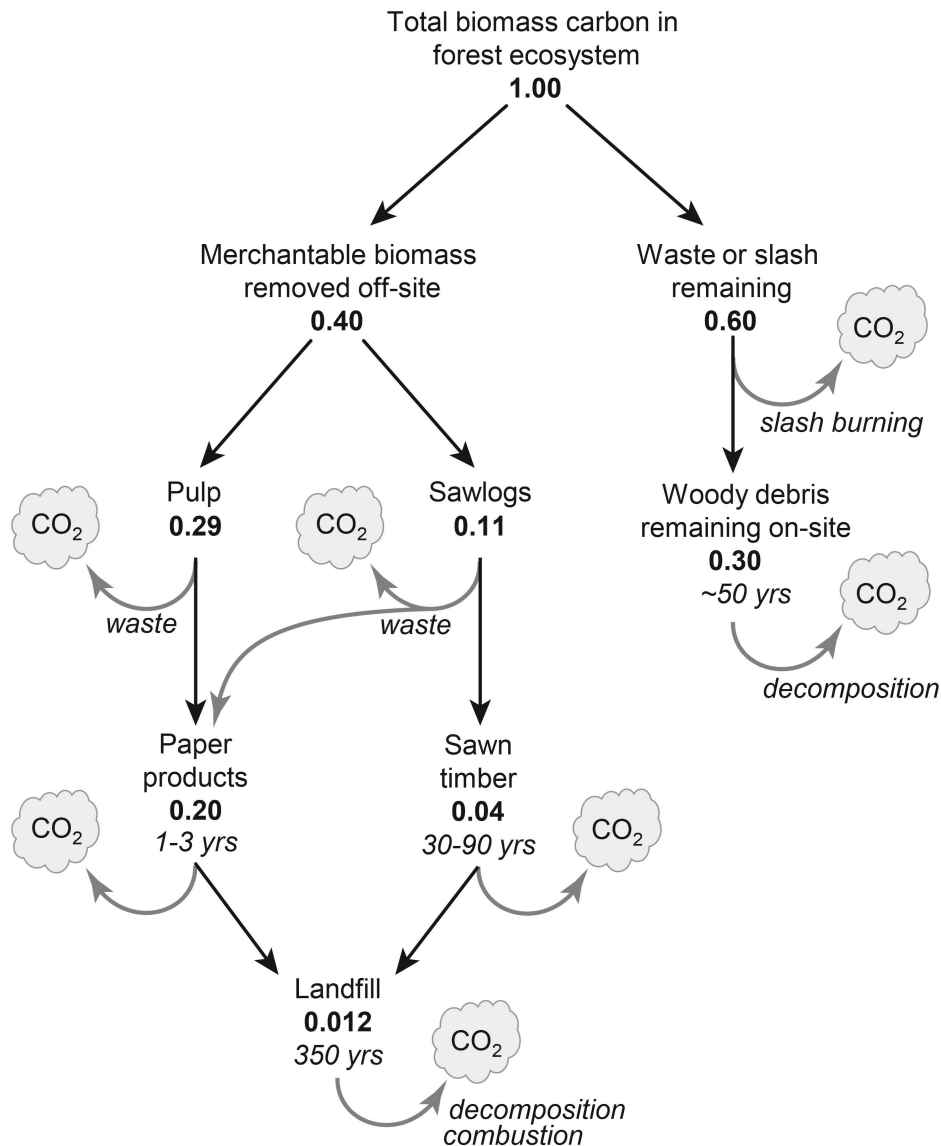 Total biomass carbon in
forest ecosystem
1.00
Merchantable biomass
removed off-site
0.40
Waste or slash
remaining
0.60
CO₂
slash burning
CO₂
Pulp
0.29
waste
CO₂
Sawlogs
0.11
waste
Woody debris
remaining on-site
0.30
~50 yrs
CO₂
decomposition
Paper
products
0.20
1-3 yrs
CO₂
Sawn
timber
0.04
30-90 yrs
CO₂
Landfill
0.012
350 yrs
CO₂
decomposition
combustion